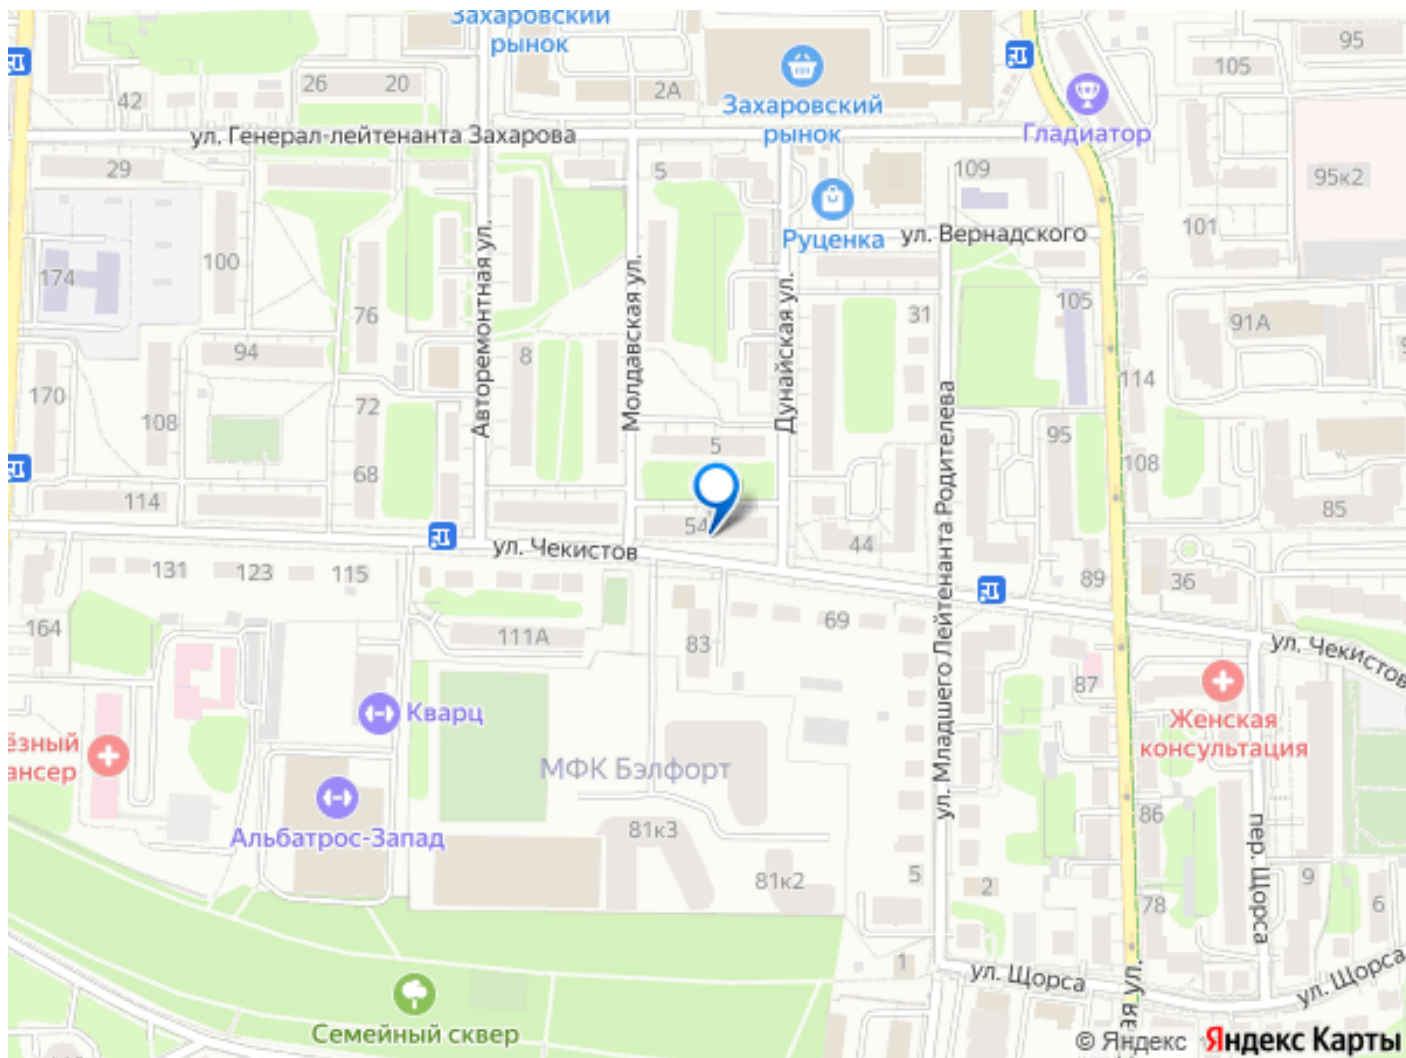 Захаровский
рынок
95
105
26
20
42
2А
Захаровский
рынок
Гладиатор
ул. Генерал-лейтенанта Захарова
29
5
109
95к2
174
100
Авторемонтная ул.
Молдавская ул.
Дунайская ул.
Руценка
ул. Вернадского
101
76
31
105
91А
94
8
114
170
108
72
68
5
ул. Младшего Лейтенанта Родителева
95
108
114
54
44
85
ул. Чекистов
131
123
115
89
36
164
111А
83
69
ул. Чекистов
87
Женская
консультация
Кварц
ёзный
ансер
МФК Бэлфорт
Альбатрос-Запад
81к3
86
пер. Щорса
81к2
5
2
9
6
78
1
ул. Щорса
ул. Щорса
ая ул.
Семейный сквер
© Яндекс Яндекс Карты